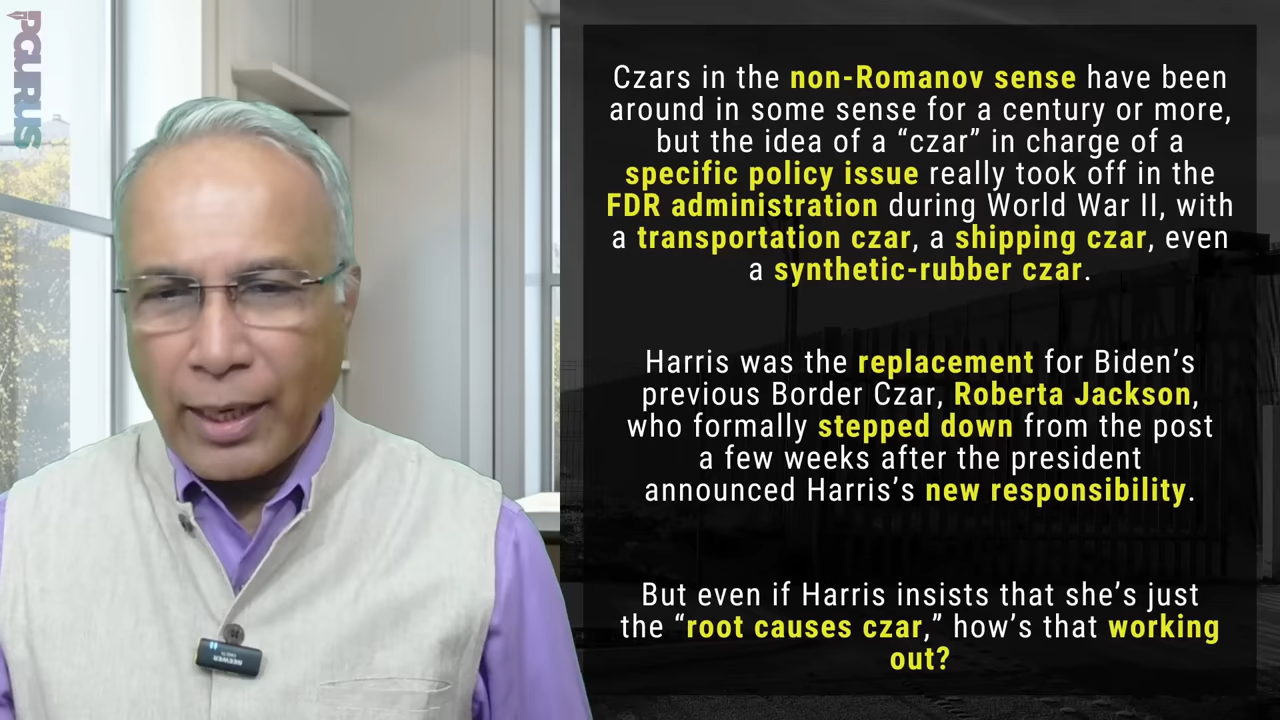 PGURUS
Czars in the non-Romanov sense have been
around in some sense for a century or more,
but the idea of a “czar” in charge of a
specific policy issue really took off in the
FDR administration during World War II, with
a transportation czar, a shipping czar, even
a synthetic-rubber czar.
Harris was the replacement for Biden’s
previous Border Czar, Roberta Jackson,
who formally stepped down from the post
a few weeks after the president
announced Harris’s new responsibility.
But even if Harris insists that she’s just
the “root causes czar,” how’s that working
out?